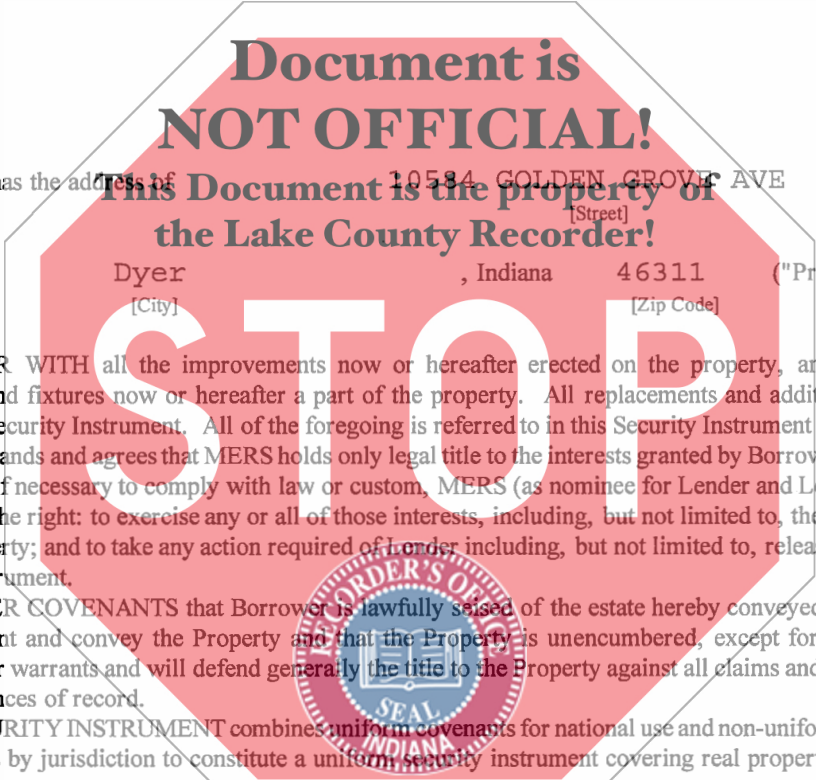 Document is
NOT OFFICIAL!
as the address of 10584 GOLDEN GROVE AVE
This Document is the property of
[Street]
the Lake County Recorder!
Dyer , Indiana 46311 ("Pr
[City] [Zip Code]
STOP
R WITH all the improvements now or hereafter erected on the property, an
nd fixtures now or hereafter a part of the property. All replacements and addit
ecurity Instrument. All of the foregoing is referred to in this Security Instrument
ands and agrees that MERS holds only legal title to the interests granted by Borrow
f necessary to comply with law or custom, MERS (as nominee for Lender and Le
he right: to exercise any or all of those interests, including, but not limited to, the
rty; and to take any action required of Lender including, but not limited to, relea
rument.
RECORDER'S OFFICE
R COVENANTS that Borrower is lawfully seised of the estate hereby conveyed
nt and convey the Property and that the Property is unencumbered, except for
r warrants and will defend generally the title to the Property against all claims and
nces of record.
SEAL
URITY INSTRUMENT combines uniform covenants for national use and non-unifo
INDIANA
by jurisdiction to constitute a uniform security instrument covering real propert